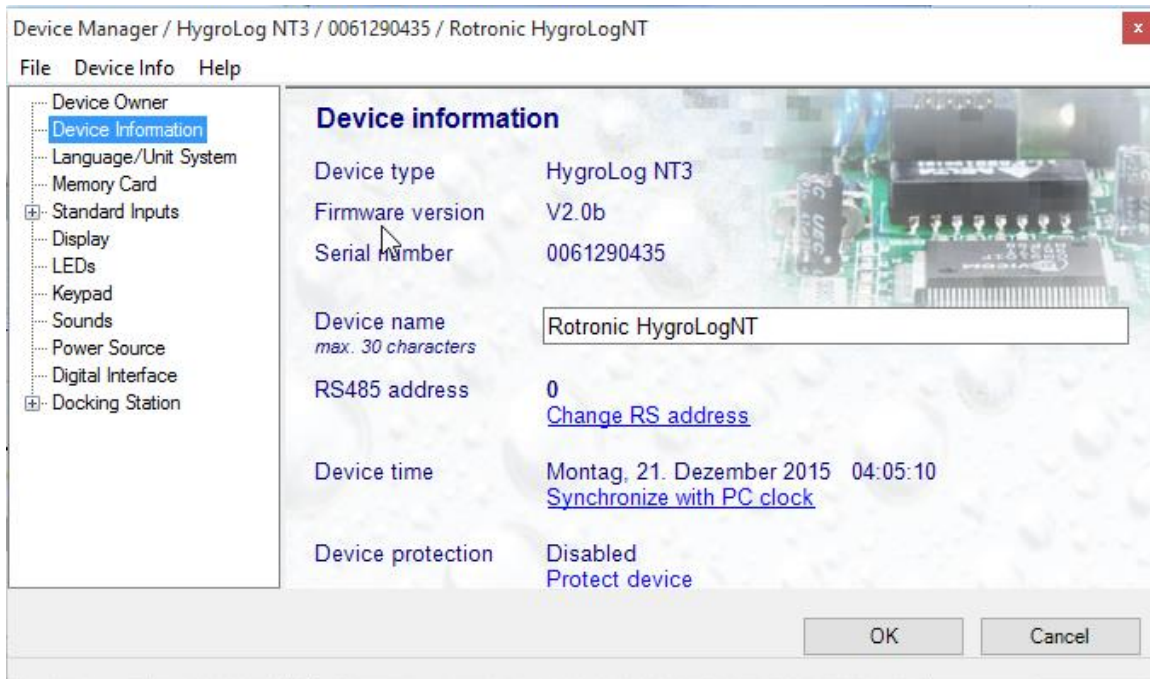 Device Manager / HygroLog NT3 / 0061290435 / Rotronic HygroLogNT
x
File Device Info Help
Device Owner
Device Information
Language/Unit System
Memory Card
Standard Inputs
Display
LEDs
Keypad
Sounds
Power Source
Digital Interface
Docking Station
Device information
Device type HygroLog NT3
Firmware version V2.0b
Serial number 0061290435
Device name Rotronic HygroLogNT
max. 30 characters
RS485 address 0
Change RS address
Device time Montag, 21. Dezember 2015 04:05:10
Synchronize with PC clock
Device protection Disabled
Protect device
OK Cancel